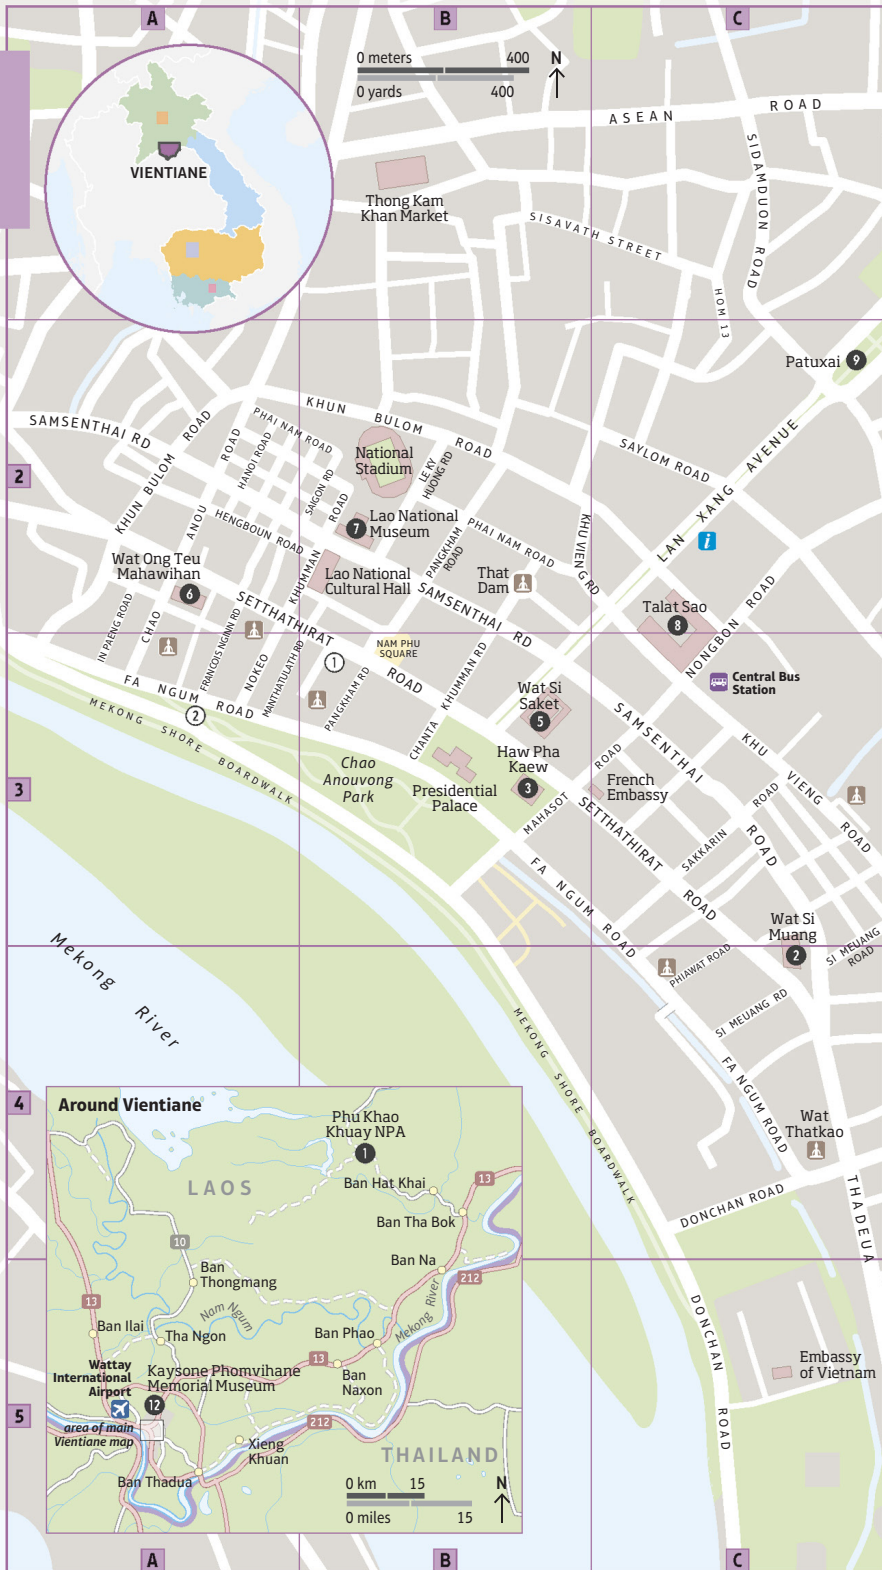 A
B
C
0 meters 400
0 yards 400
N
VIENTIANE
ASEAN ROAD
SIDAMDUON ROAD
Thong Kam
Khan Market
SISAVATH STREET
HOM 13
Patuxai 9
2
SAMSENTHAI RD
KHUN BULOM ROAD
KHUN BULOM ROAD
PHAI NAM ROAD
HANOI ROAD
ANOU ROAD
CHAO
SAIGON RD
National
Stadium
LE KY
HUONG RD
SAYLOM ROAD
LAN XANG AVENUE
i
7
Lao National
Museum
HENGBOUN ROAD
KHUMMAN ROAD
PANGKHAM
ROAD
PHAI NAM ROAD
KHU VIENG RD
Wat Ong Teu
Mahawihan
6
Lao National
Cultural Hall
That
Dam
SAMSENTHAI RD
Talat Sao
8
NONGBON ROAD
IN PAENG ROAD
FRANCOIS NGINN RD
NOKEO
MANTHATULATH RD
SETTHATHIRAT ROAD
1
NAM PHU
SQUARE
PANGKHAM RD
CHANTA KHUMMAN RD
Central Bus
Station
FA NGUM ROAD
2
MEKONG SHORE BOARDWALK
Wat Si
Saket
5
Haw Pha
Kaew
3
3
Chao
Anouvong
Park
Presidential
Palace
French
Embassy
MAHASOT ROAD
SAMSENTHAI ROAD
KHU VIENG ROAD
SETTHATHIRAT ROAD
SAKKARIN ROAD
FA NGUM ROAD
Wat Si
Muang
2
SI MEUANG
ROAD
PHIAWAT ROAD
SI MEUANG RD
Mekong River
MEKONG SHORE BOARDWALK
FA NGUM ROAD
4
Wat
Thatkao
DONCHAN ROAD
THADEUA
DONCHAN ROAD
Embassy
of Vietnam
5
Around Vientiane
Phu Khao
Khuay NPA
1
LAOS
Ban Hat Khai
13
Ban Tha Bok
10
Ban
Thongmang
Ban Na
212
13
Nam Ngum
Mekong River
Ban Ilai
Tha Ngon
Ban Phao
13
Ban
Naxon
Wattay
International
Airport
Kaysone Phomvihane
Memorial Museum
12
area of main
Vientiane map
212
Xieng
Khuan
THAILAND
Ban Thadua
0 km 15
0 miles 15
N
A
B
C